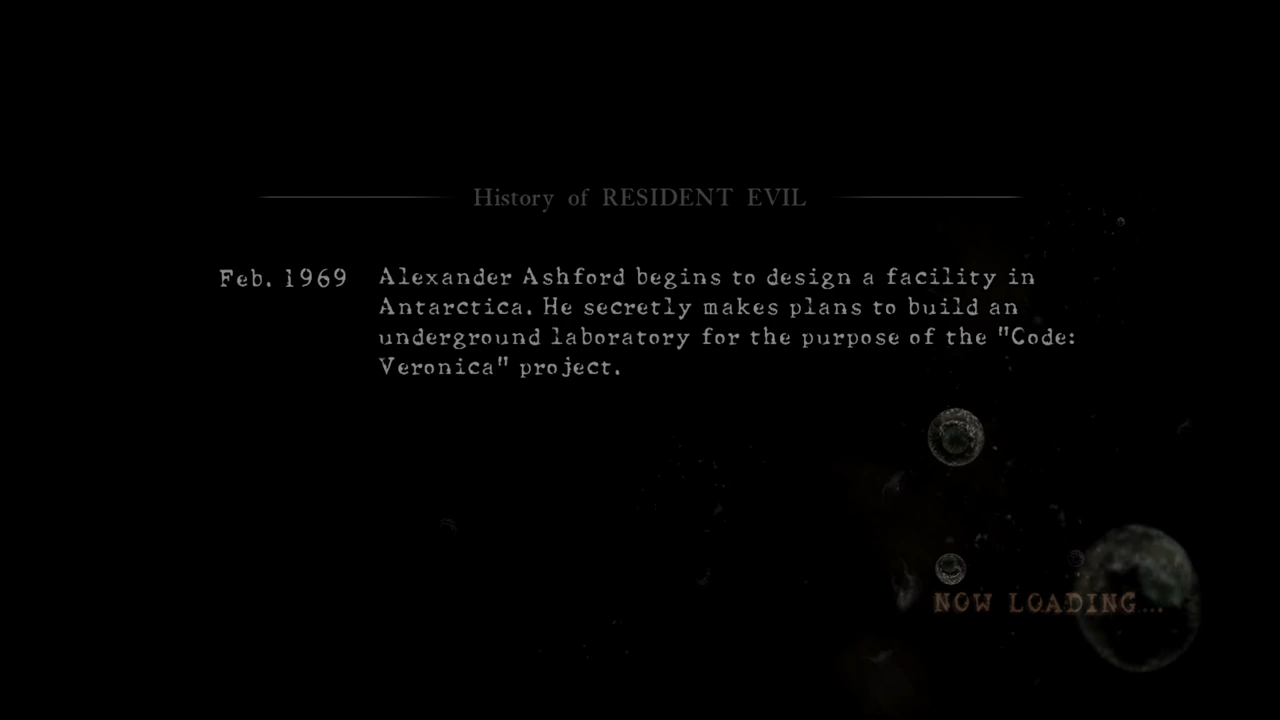 History of RESIDENT EVIL
Feb. 1969 Alexander Ashford begins to design a facility in
Antarctica. He secretly makes plans to build an
underground laboratory for the purpose of the "Code:
Veronica" project.
NOW LOADING...